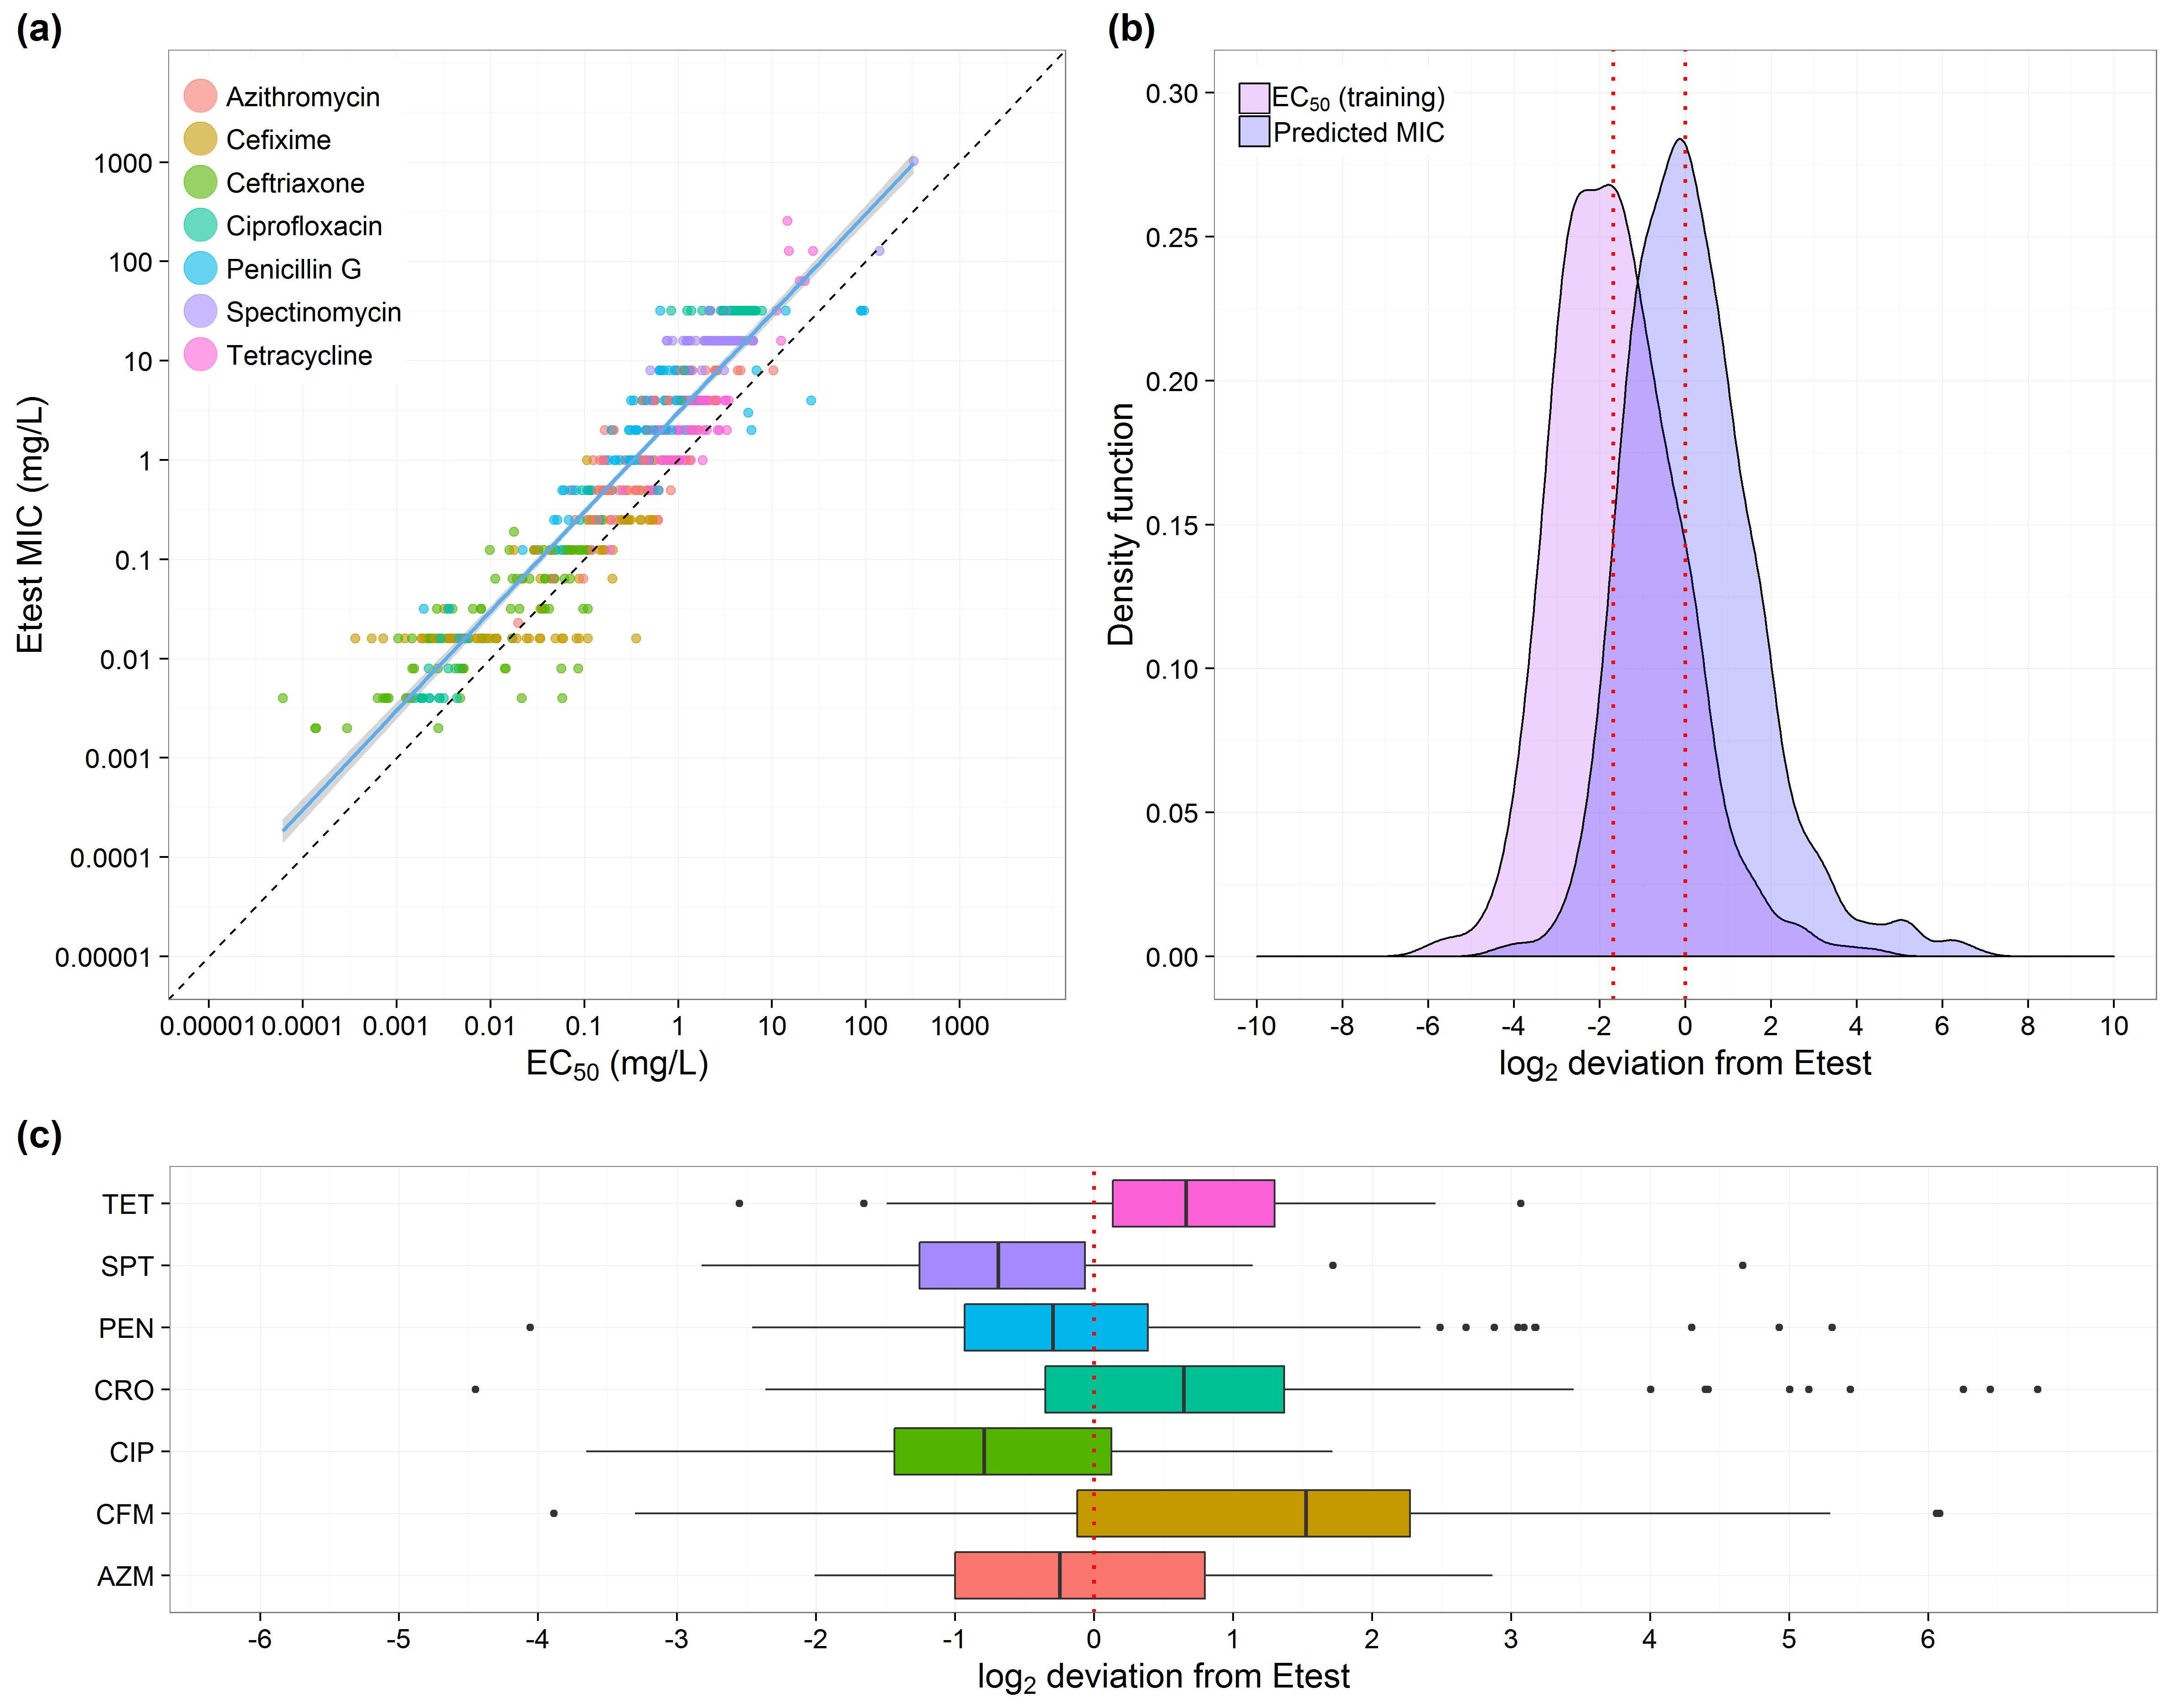 (a)
Azithromycin
Cefixime
Ceftriaxone
Ciprofloxacin
Penicillin G
Spectinomycin
Tetracycline
1000
100
10
1
0.1
0.01
0.001
0.0001
0.00001
Etest MIC (mg/L)
0.00001 0.0001 0.001 0.01 0.1 1 10 100 1000
EC₅₀ (mg/L)
(b)
EC₅₀ (training)
Predicted MIC
0.30
0.25
0.20
0.15
0.10
0.05
0.00
Density function
-10 -8 -6 -4 -2 0 2 4 6 8 10
log₂ deviation from Etest
(c)
TET
SPT
PEN
CRO
CIP
CFM
AZM
-6 -5 -4 -3 -2 -1 0 1 2 3 4 5 6
log₂ deviation from Etest